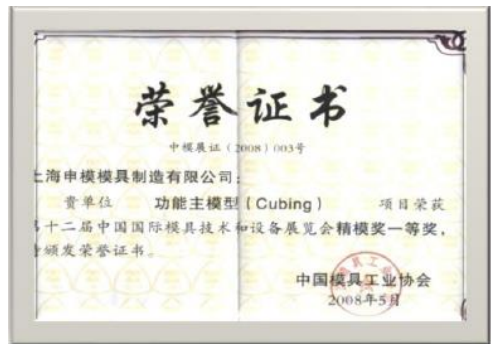 荣誉证书
中模展证（2008）003号
上海申模模具制造有限公司：
贵单位 功能主模型（Cubing） 项目荣获
第十二届中国国际模具技术和设备展览会精模奖一等奖，
特颁发荣誉证书。
中国模具工业协会
2008年5月